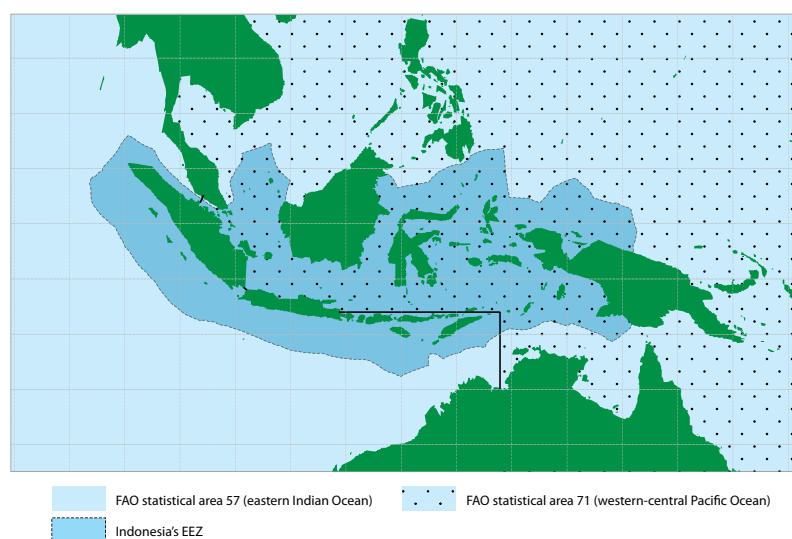 FAO statistical area 57 (eastern Indian Ocean)
FAO statistical area 71 (western-central Pacific Ocean)
Indonesia's EEZ